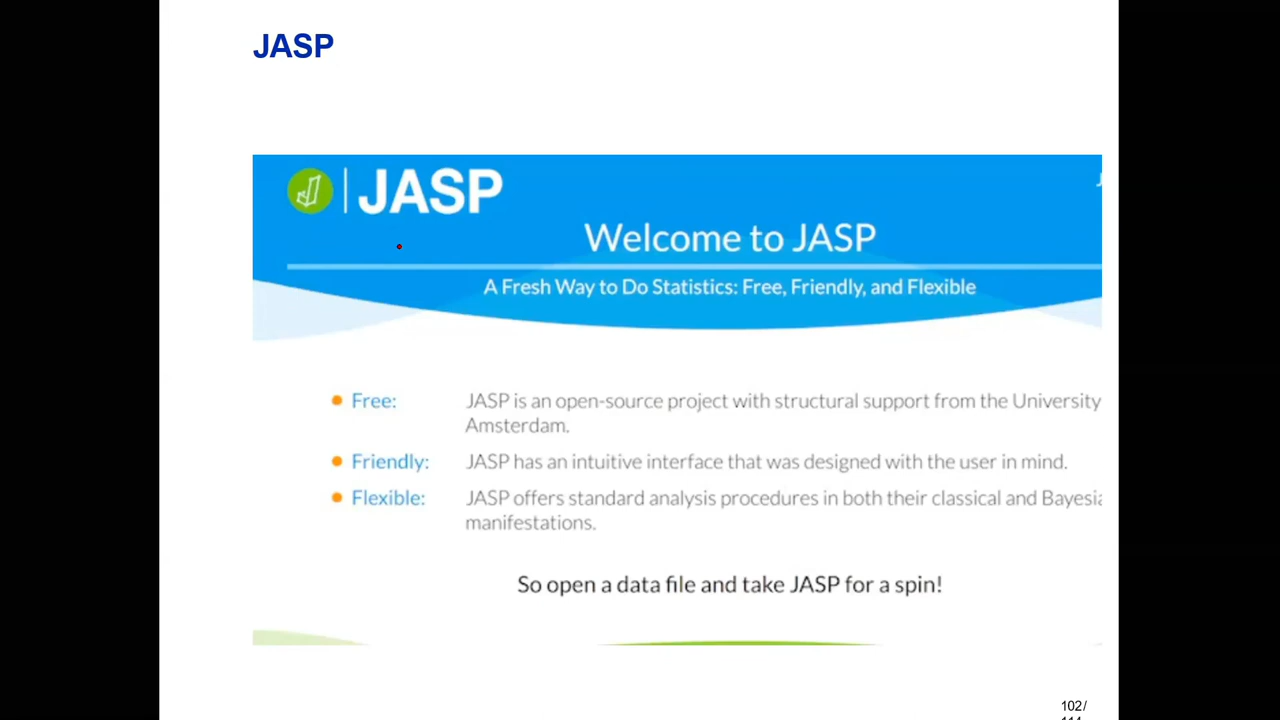 JASP
JASP
Welcome to JASP
A Fresh Way to Do Statistics: Free, Friendly, and Flexible
Free: JASP is an open-source project with structural support from the University
Amsterdam.
Friendly: JASP has an intuitive interface that was designed with the user in mind.
Flexible: JASP offers standard analysis procedures in both their classical and
manifestations.
So open a data file and take JASP for a spin!
102/